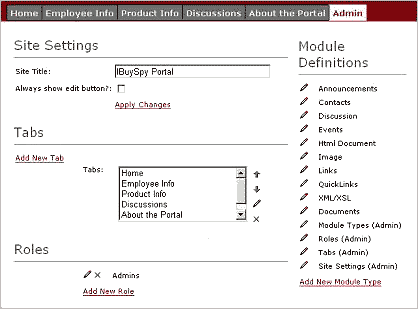 Home Employee Info Product Info Discussions About the Portal Admin
Site Settings
Site Title: IBuySpy Portal
Always show edit button?:
Apply Changes
Tabs
Add New Tab
Tabs:
Home
Employee Info
Product Info
Discussions
About the Portal
Roles
Admins
Add New Role
Module
Definitions
Announcements
Contacts
Discussion
Events
Html Document
Image
Links
QuickLinks
XML/XSL
Documents
Module Types (Admin)
Roles (Admin)
Tabs (Admin)
Site Settings (Admin)
Add New Module Type